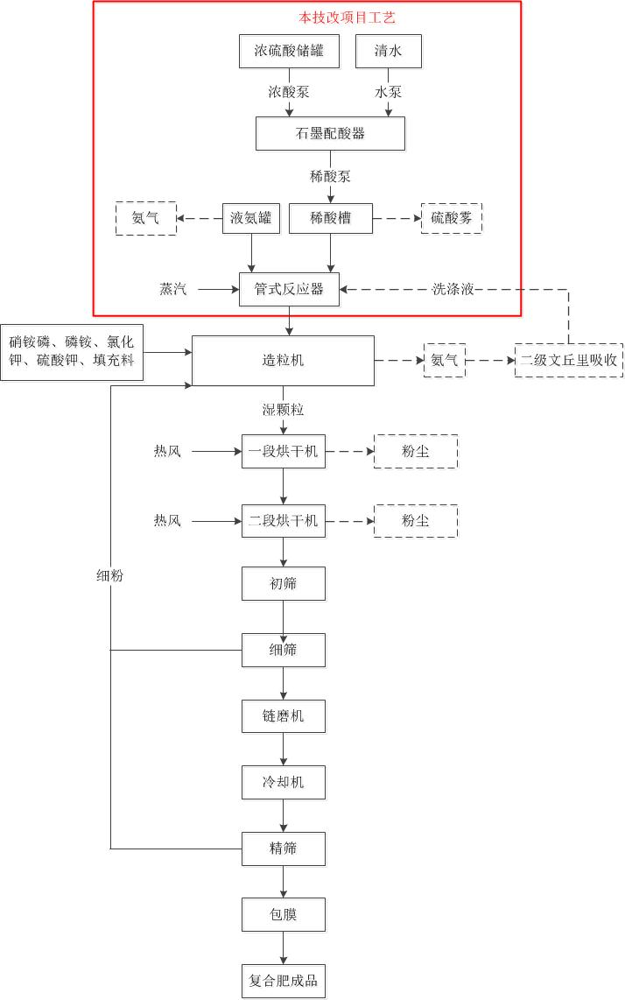 本技改项目工艺
浓硫酸储罐
清水
浓酸泵
水泵
石墨配酸器
稀酸泵
氨气
液氨罐
稀酸槽
硫酸雾
蒸汽
管式反应器
洗涤液
硝铵磷、磷铵、氯化
钾、硫酸钾、填充料
造粒机
氨气
二级文丘里吸收
湿颗粒
热风
一段烘干机
粉尘
热风
二段烘干机
粉尘
细粉
初筛
细筛
链磨机
冷却机
精筛
包膜
复合肥成品